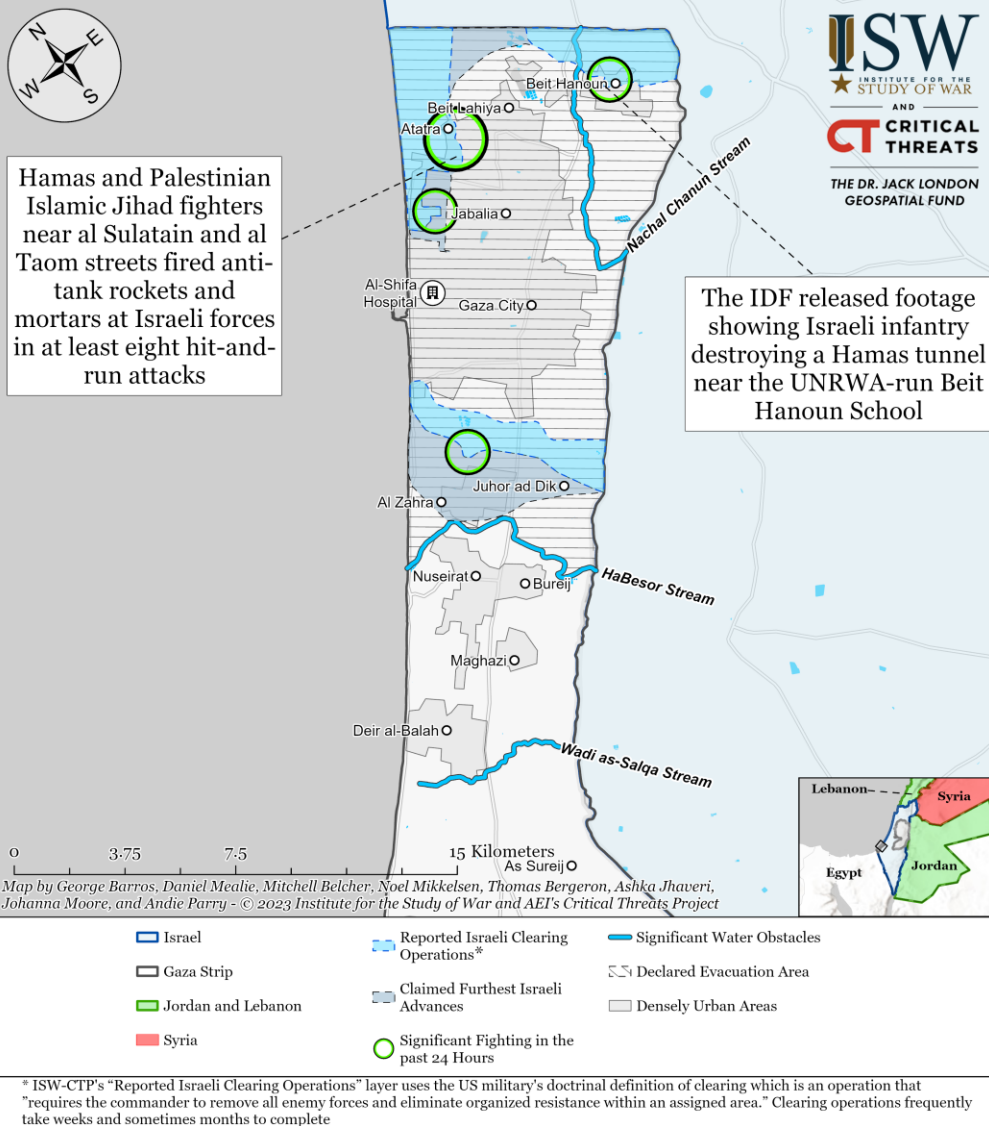 N
E
W
S
ISW
INSTITUTE FOR THE
STUDY OF WAR
AND
CT CRITICAL
THREATS
THE DR. JACK LONDON
GEOSPATIAL FUND
Beit Hanoun
Beit Lahiya
Atatra
Hamas and Palestinian
Islamic Jihad fighters
near al Sulatain and al
Taom streets fired anti-
tank rockets and
mortars at Israeli forces
in at least eight hit-and-
run attacks
Nachal Chanun Stream
Jabalia
Al-Shifa
Hospital
Gaza City
The IDF released footage
showing Israeli infantry
destroying a Hamas tunnel
near the UNRWA-run Beit
Hanoun School
Juhor ad Dik
Al Zahra
Nuseirat
Bureij
HaBesor Stream
Maghazi
Deir al-Balah
Wadi as-Salqa Stream
Lebanon
Syria
Egypt
Jordan
0 3.75 7.5 15 Kilometers
As Sureij
Map by George Barros, Daniel Mealie, Mitchell Belcher, Noel Mikkelsen, Thomas Bergeron, Ashka Jhaveri,
Johanna Moore, and Andie Parry - © 2023 Institute for the Study of War and AEI's Critical Threats Project
Israel
Gaza Strip
Jordan and Lebanon
Syria
Reported Israeli Clearing
Operations*
Claimed Furthest Israeli
Advances
Significant Fighting in the
past 24 Hours
Significant Water Obstacles
Declared Evacuation Area
Densely Urban Areas
* ISW-CTP's “Reported Israeli Clearing Operations” layer uses the US military's doctrinal definition of clearing which is an operation that
"requires the commander to remove all enemy forces and eliminate organized resistance within an assigned area.” Clearing operations frequently
take weeks and sometimes months to complete